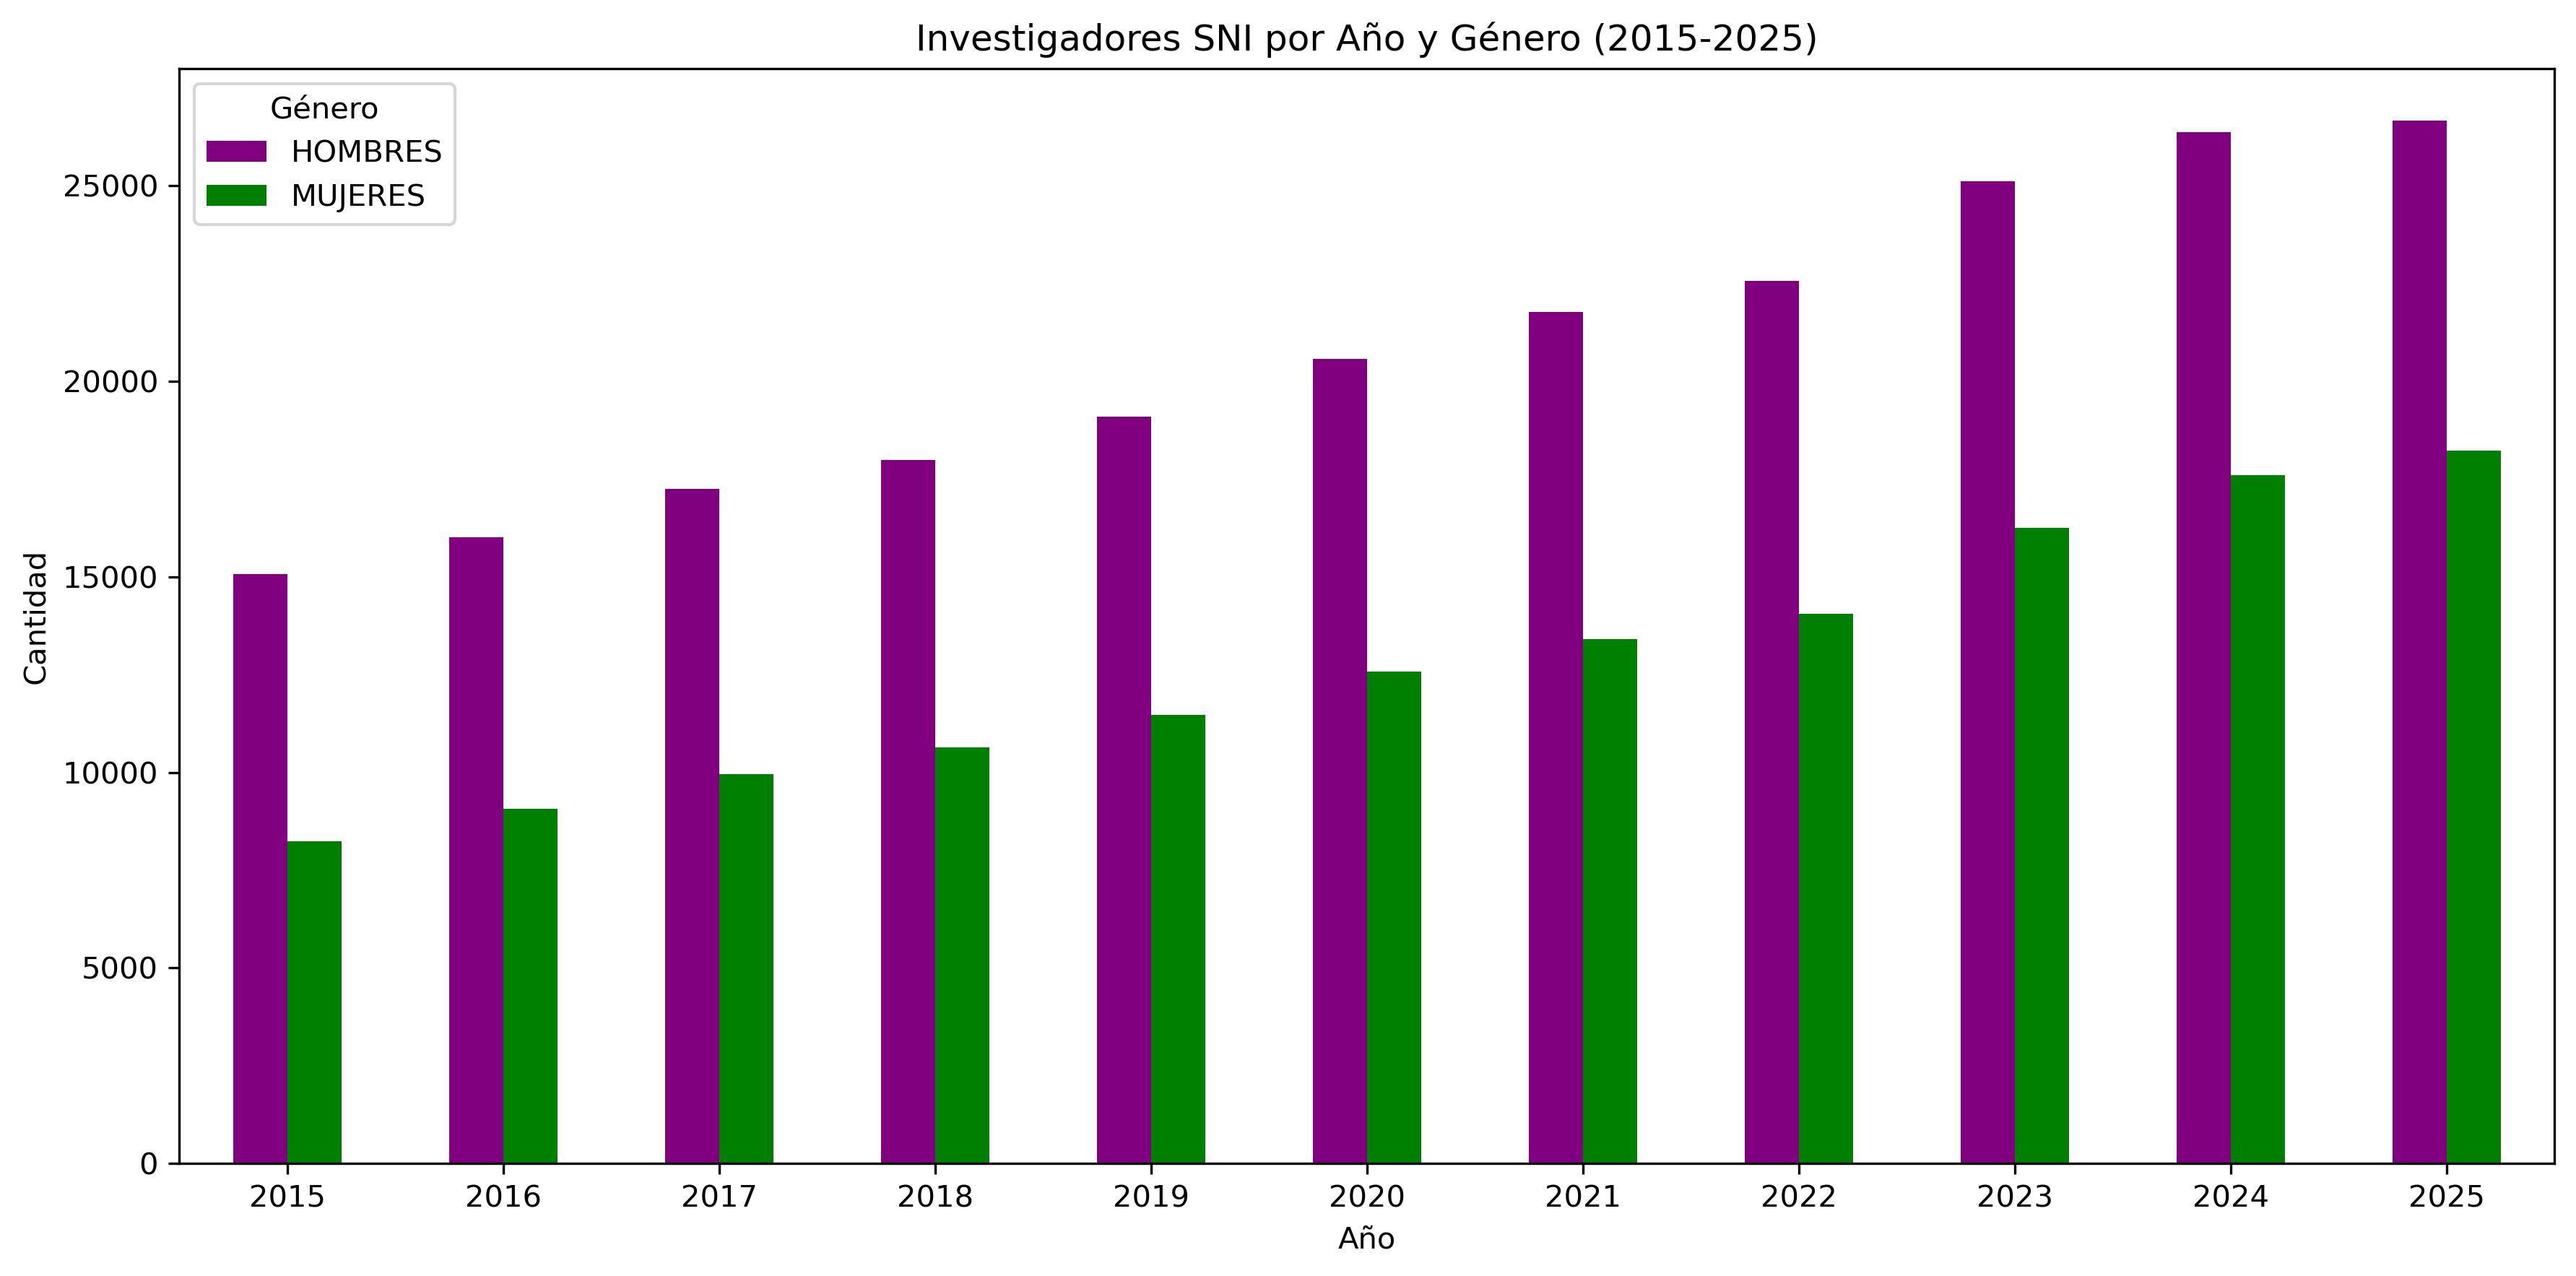 Investigadores SNI por Año y Género (2015-2025)
Género
HOMBRES
MUJERES
25000
20000
15000
10000
5000
0
Cantidad
2015 2016 2017 2018 2019 2020 2021 2022 2023 2024 2025
Año